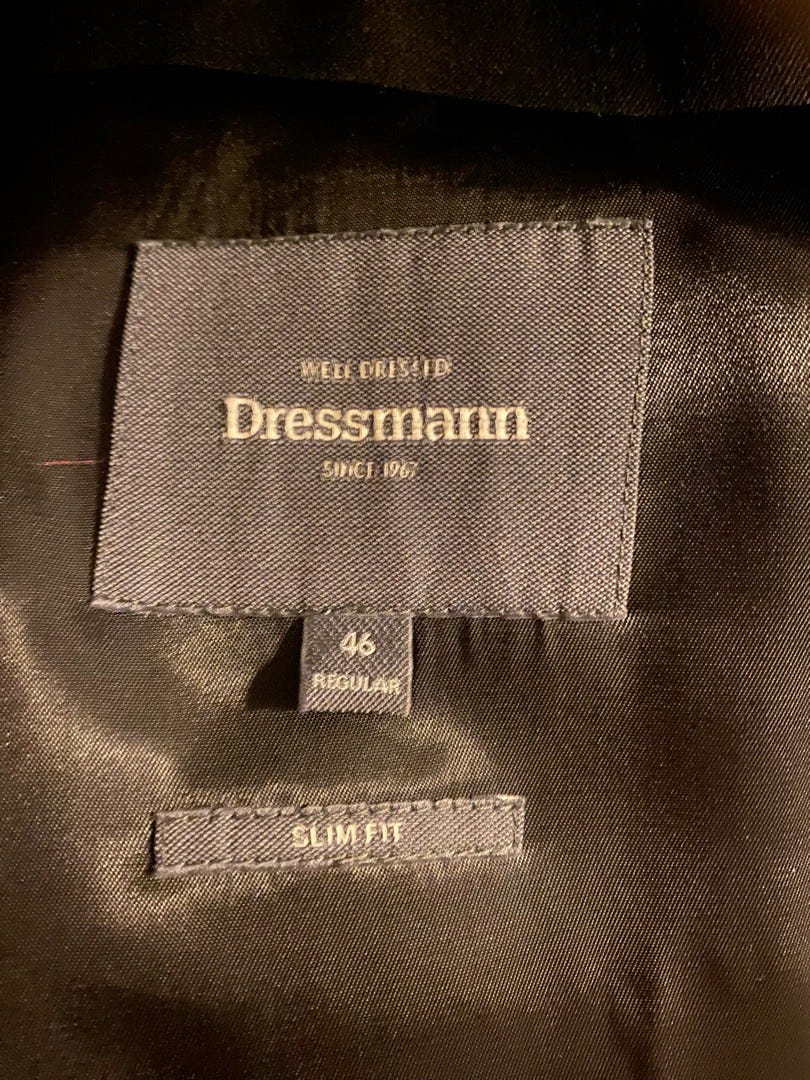 WELL DRESSED
Dressmann
SINCE 1967
46
REGULAR
SLIM FIT